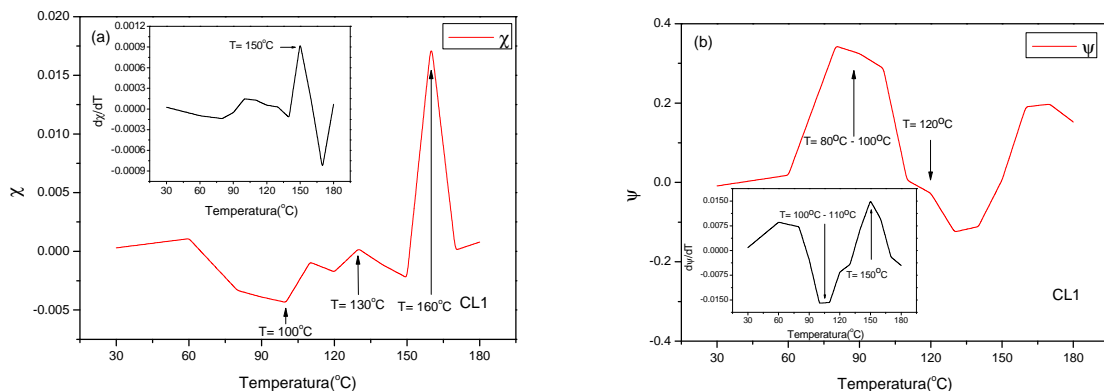 (a)
χ
0.020
0.015
0.010
0.005
0.000
-0.005
χ
30 60 90 120 150 180
Temperatura(°C)
T= 100°C
T= 130°C
T= 160°C
CL1
0.0012
0.0009
0.0006
0.0003
0.0000
-0.0003
-0.0006
-0.0009
dχ/dT
T= 150°C
30 60 90 120 150 180
Temperatura(°C)
(b)
ψ
0.4
0.2
0.0
-0.2
-0.4
ψ
30 60 90 120 150 180
Temperatura(°C)
T= 80°C - 100°C
T= 120°C
CL1
0.0150
0.0075
0.0000
-0.0075
-0.0150
dψ/dT
T= 100°C - 110°C
T= 150°C
30 60 90 120 150 180
Temperatura(°C)